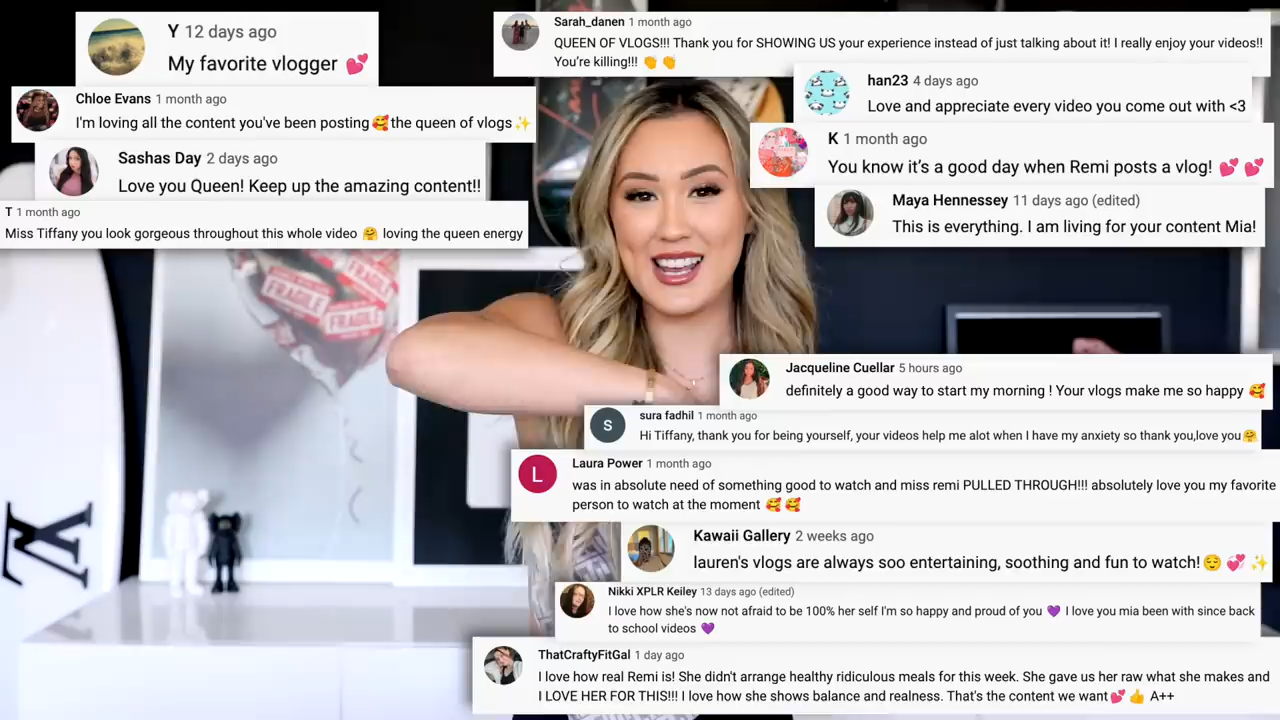 Y 12 days ago
My favorite vlogger 💕
Chloe Evans 1 month ago
I'm loving all the content you've been posting🥰the queen of vlogs✨
Sashas Day 2 days ago
Love you Queen! Keep up the amazing content!!
T 1 month ago
Miss Tiffany you look gorgeous throughout this whole video 🤗 loving the queen energy
Sarah_danen 1 month ago
QUEEN OF VLOGS!!! Thank you for SHOWING US your experience instead of just talking about it! I really enjoy your videos!!
You're killing!!! 👏 👏
han23 4 days ago
Love and appreciate every video you come out with <3
K 1 month ago
You know it's a good day when Remi posts a vlog! 💕 💕
Maya Hennessey 11 days ago (edited)
This is everything. I am living for your content Mia!
FRAGILE
FRAGILE
FRAGILE
Jacqueline Cuellar 5 hours ago
definitely a good way to start my morning ! Your vlogs make me so happy 🥰
S
sura fadhil 1 month ago
Hi Tiffany, thank you for being yourself, your videos help me alot when I have my anxiety so thank you,love you🤗
L
Laura Power 1 month ago
was in absolute need of something good to watch and miss remi PULLED THROUGH!!! absolutely love you my favorite
person to watch at the moment 🥰 🥰
Kawaii Gallery 2 weeks ago
lauren's vlogs are always soo entertaining, soothing and fun to watch!😌 💞 ✨
Nikki XPLR Keiley 13 days ago (edited)
I love how she's now not afraid to be 100% her self I'm so happy and proud of you 💜 I love you mia been with since back
to school videos 💜
ThatCraftyFitGal 1 day ago
I love how real Remi is! She didn't arrange healthy ridiculous meals for this week. She gave us her raw what she makes and
I LOVE HER FOR THIS!!! I love how she shows balance and realness. That's the content we want💕 👍 A++